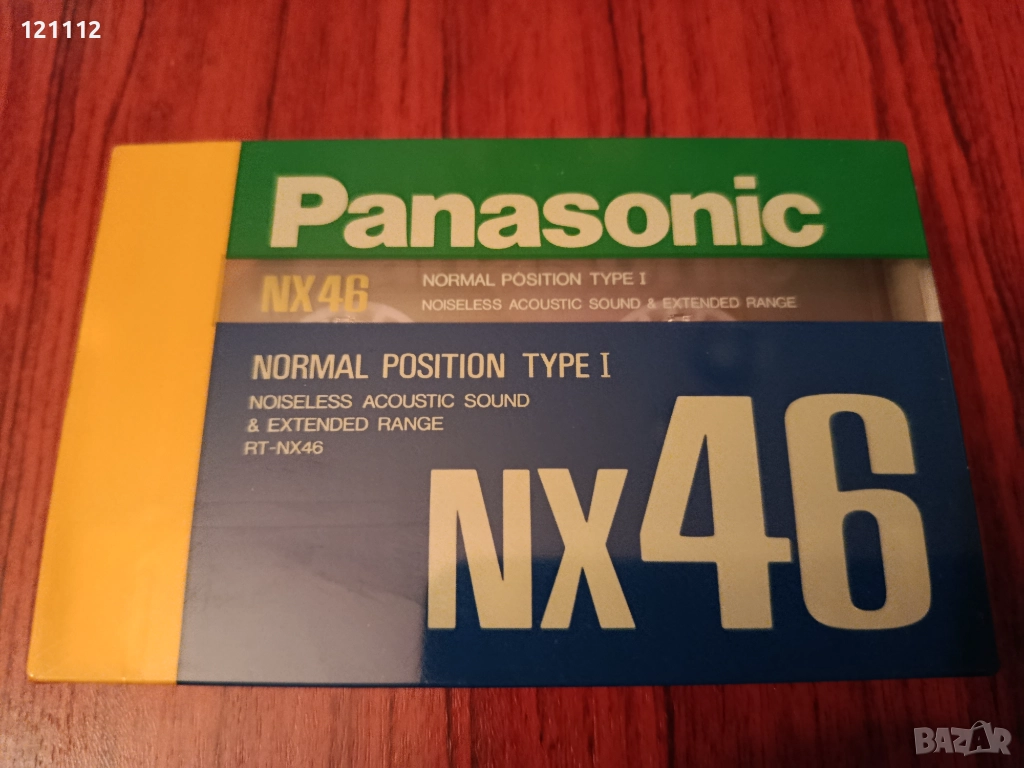 121112
Panasonic
NX46
NORMAL POSITION TYPE I
NOISELESS ACOUSTIC SOUND & EXTENDED RANGE
NORMAL POSITION TYPE I
NOISELESS ACOUSTIC SOUND
& EXTENDED RANGE
RT-NX46
NX46
BAZAR